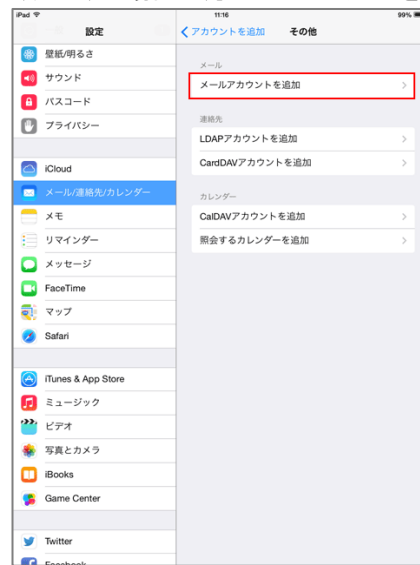 iPad
11:16
99%
設定
アカウントを追加
その他
壁紙/明るさ
サウンド
パスコード
プライバシー
iCloud
メール/連絡先/カレンダー
メモ
リマインダー
メッセージ
FaceTime
マップ
Safari
iTunes & App Store
ミュージック
ビデオ
写真とカメラ
iBooks
Game Center
Twitter
Facebook
メール
メールアカウントを追加
連絡先
LDAPアカウントを追加
CardDAVアカウントを追加
カレンダー
CalDAVアカウントを追加
照会するカレンダーを追加